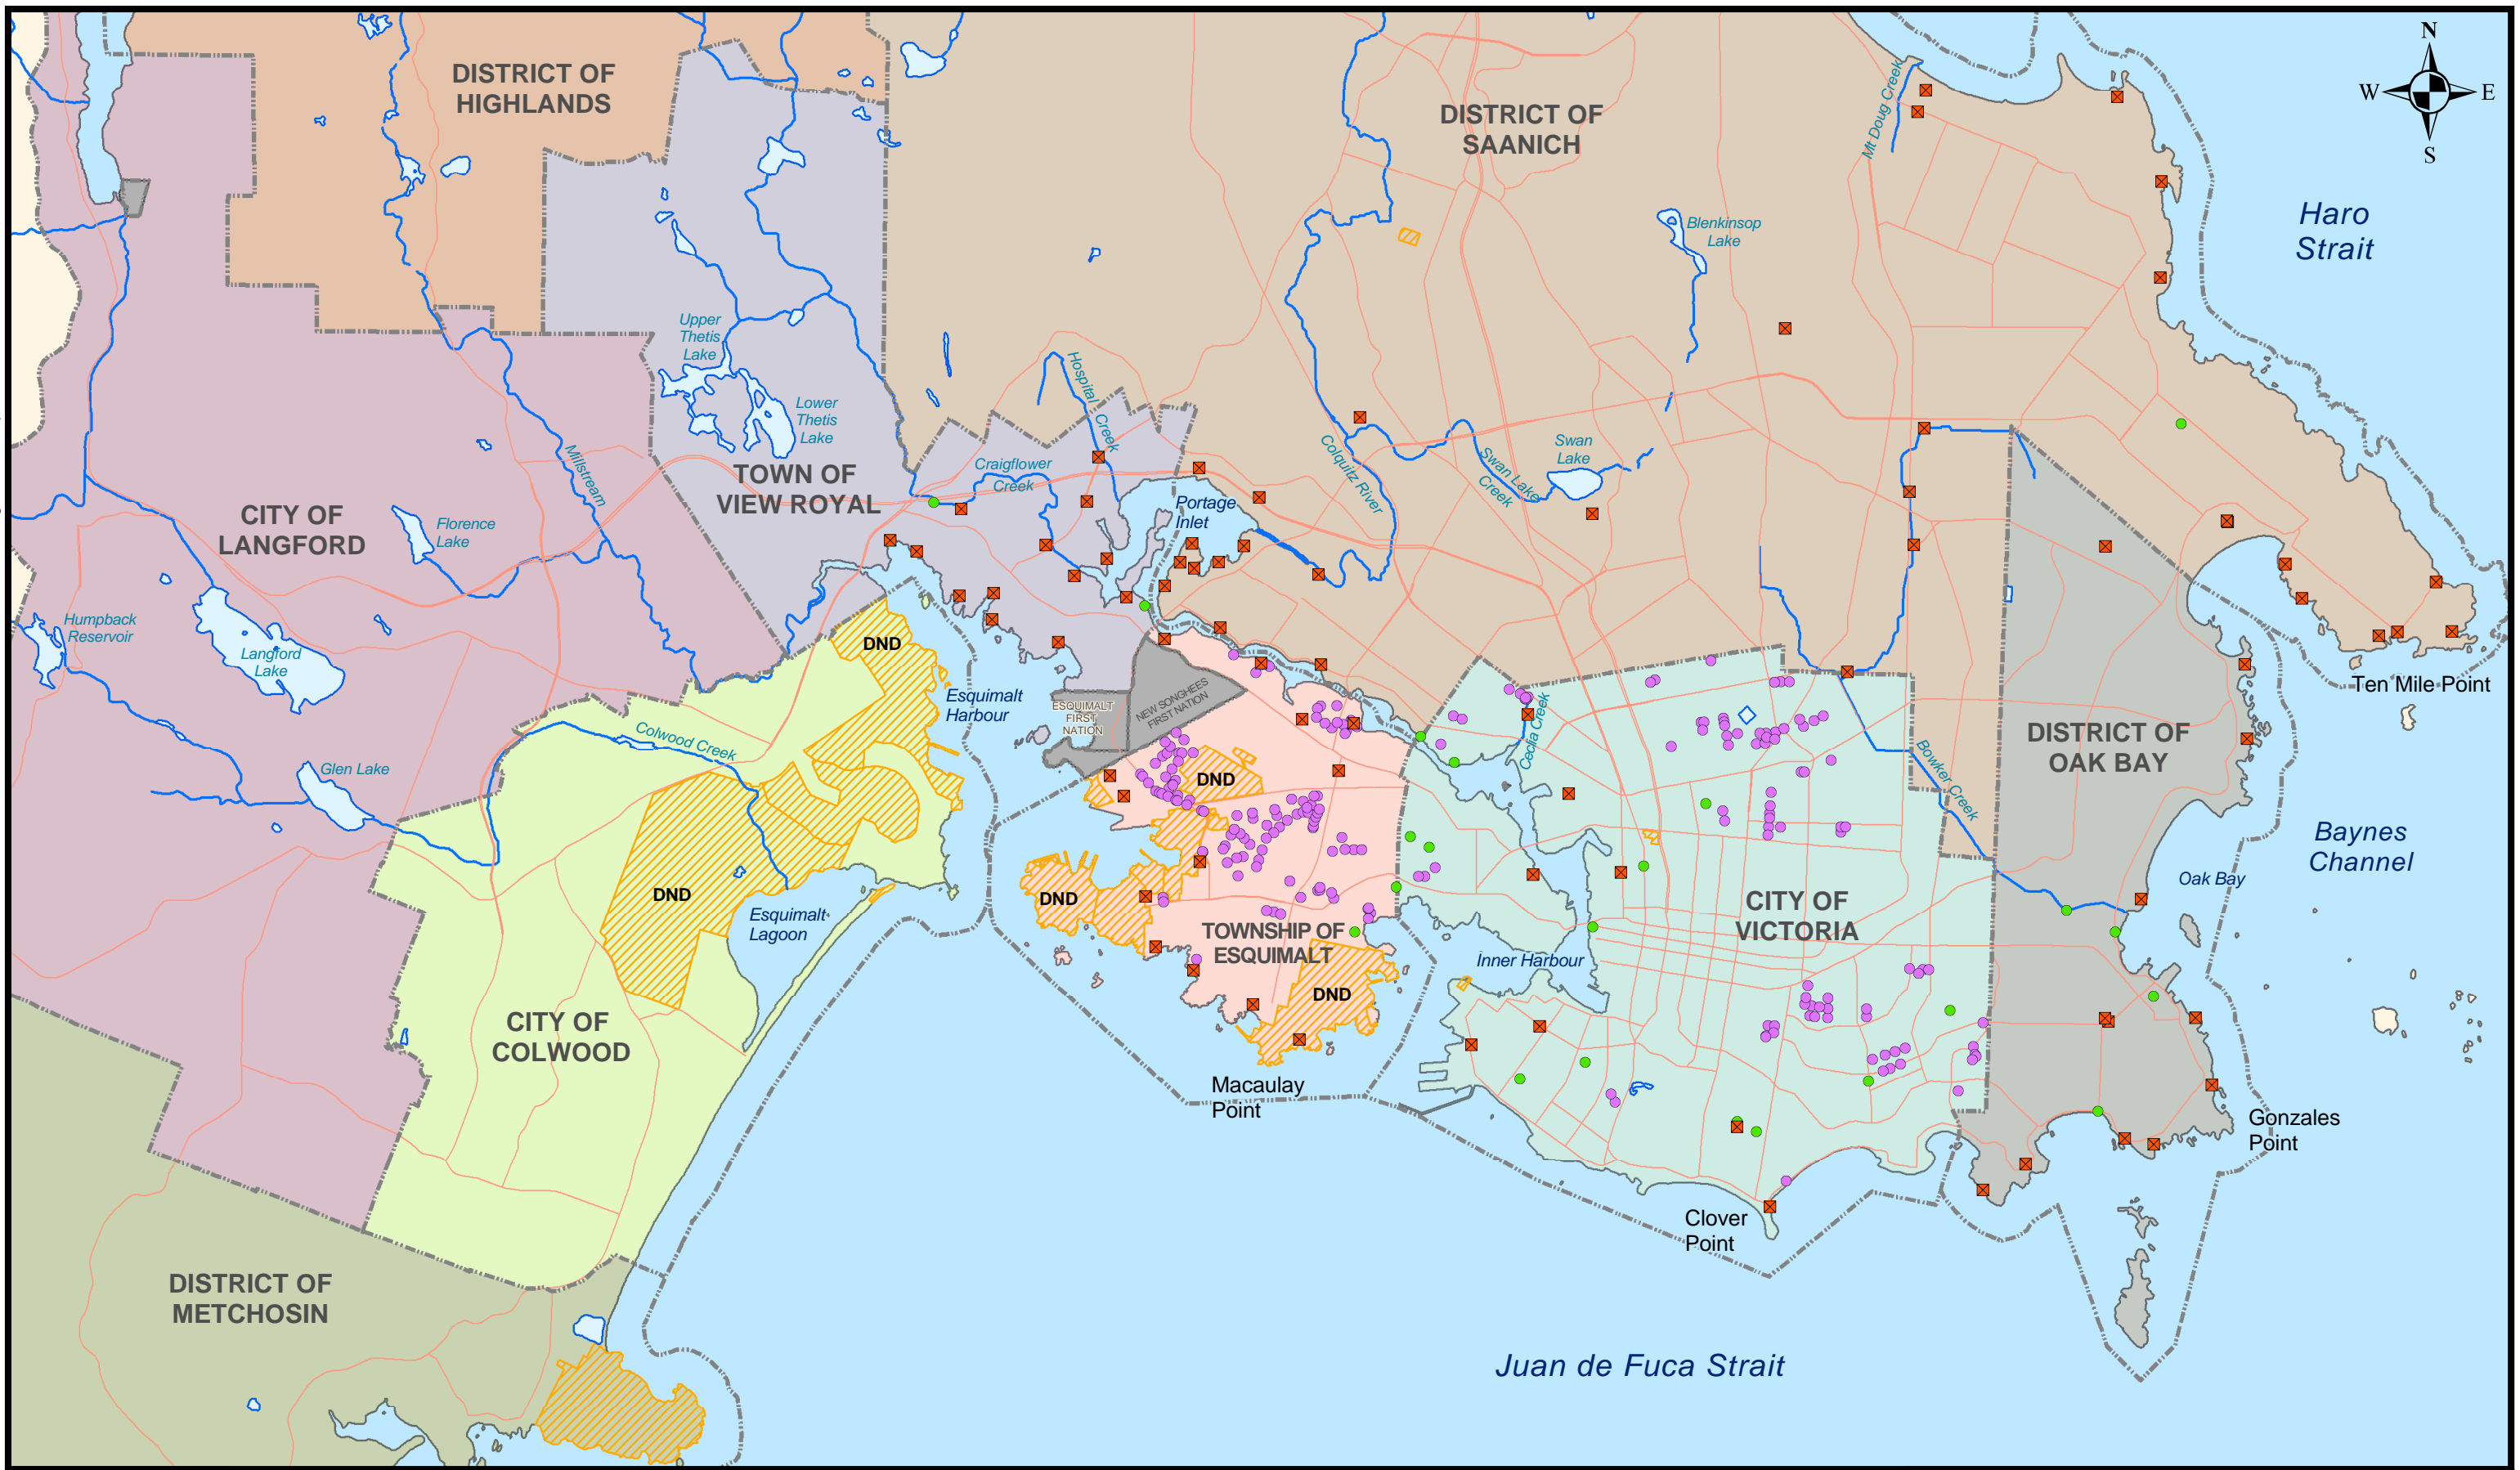 DISTRICT OF
HIGHLANDS
DISTRICT OF
SAANICH
Mt Doug Creek
N
W
E
S
Haro
Strait
Blenkinsop
Lake
Upper
Thetis
Lake
Lower
Thetis
Lake
Hospital Creek
Craigflower
Creek
TOWN OF
VIEW ROYAL
Portage
Inlet
Colquitz River
Swan Lake
Creek
Swan
Lake
Millstream
CITY OF
LANGFORD
Florence
Lake
Humpback
Reservoir
Langford
Lake
Glen Lake
DND
Esquimalt
Harbour
ESQUIMALT
FIRST
NATION
NEW SONGHEES
FIRST NATION
Colwood Creek
Cecilia Creek
Ten Mile Point
DISTRICT OF
OAK BAY
Bowker Creek
DND
Baynes
Channel
Oak Bay
DND
Esquimalt
Lagoon
DND
TOWNSHIP OF
ESQUIMALT
DND
Inner Harbour
CITY OF
VICTORIA
CITY OF
COLWOOD
Macaulay
Point
Gonzales
Point
Clover
Point
DISTRICT OF
METCHOSIN
Juan de Fuca Strait